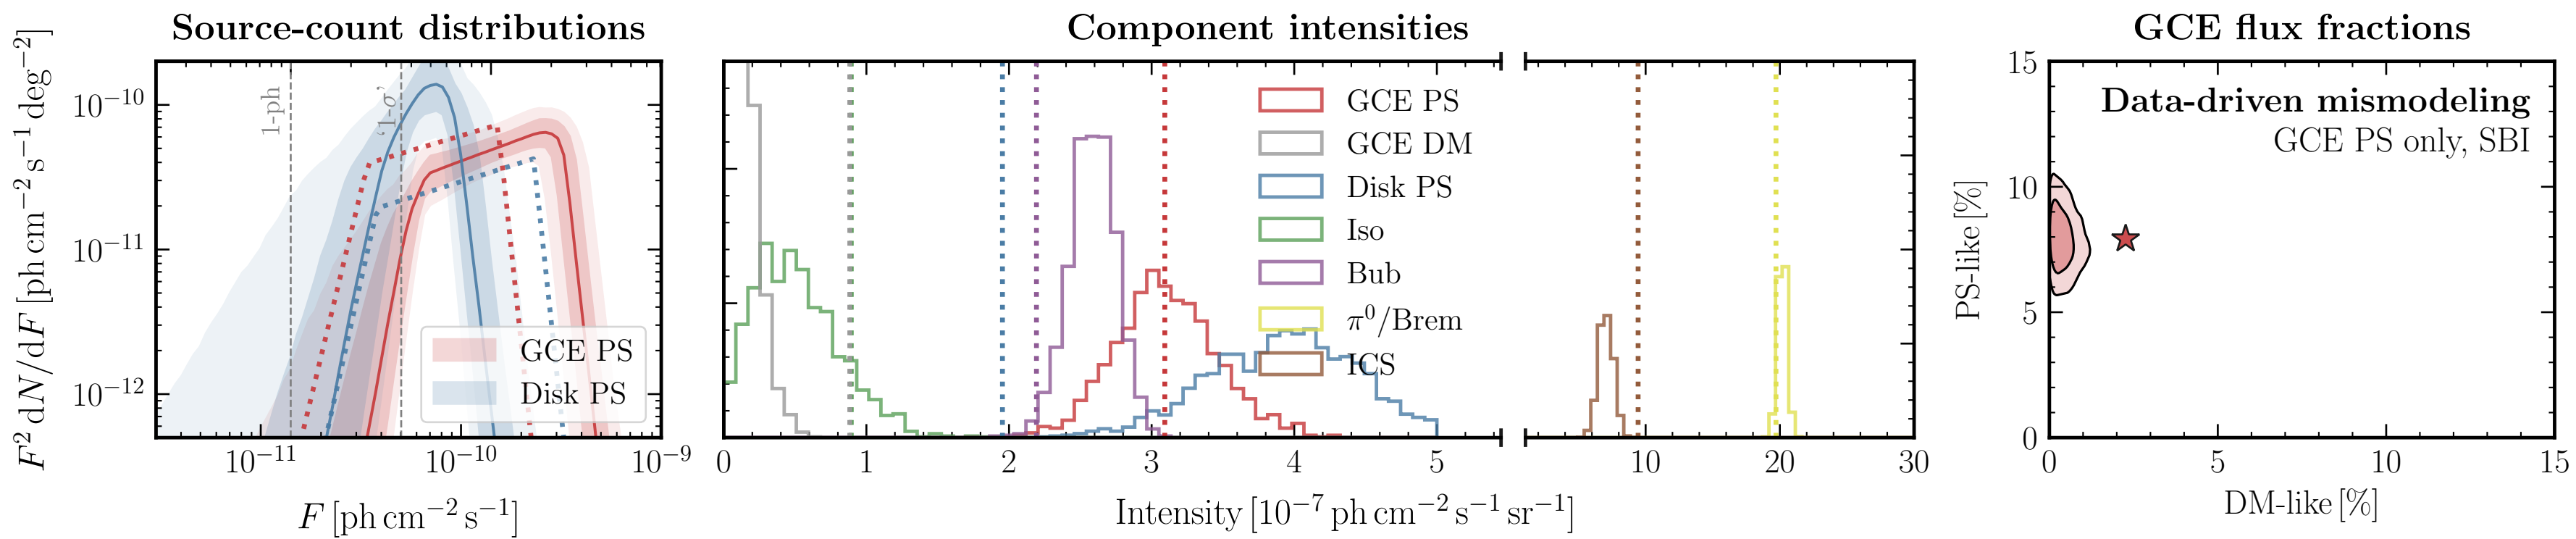 Source-count distributions
F² dN/dF [ph cm⁻² s⁻¹ deg⁻²]
10⁻¹⁰
10⁻¹¹
10⁻¹²
1-ph
‘1-σ’
GCE PS
Disk PS
10⁻¹¹ 10⁻¹⁰ 10⁻⁹
F [ph cm⁻² s⁻¹]
Component intensities
GCE PS
GCE DM
Disk PS
Iso
Bub
π⁰/Brem
ICS
0 1 2 3 4 5 10 20 30
Intensity [10⁻⁷ ph cm⁻² s⁻¹ sr⁻¹]
GCE flux fractions
Data-driven mismodeling
GCE PS only, SBI
PS-like [%]
15
10
5
0
0 5 10 15
DM-like [%]